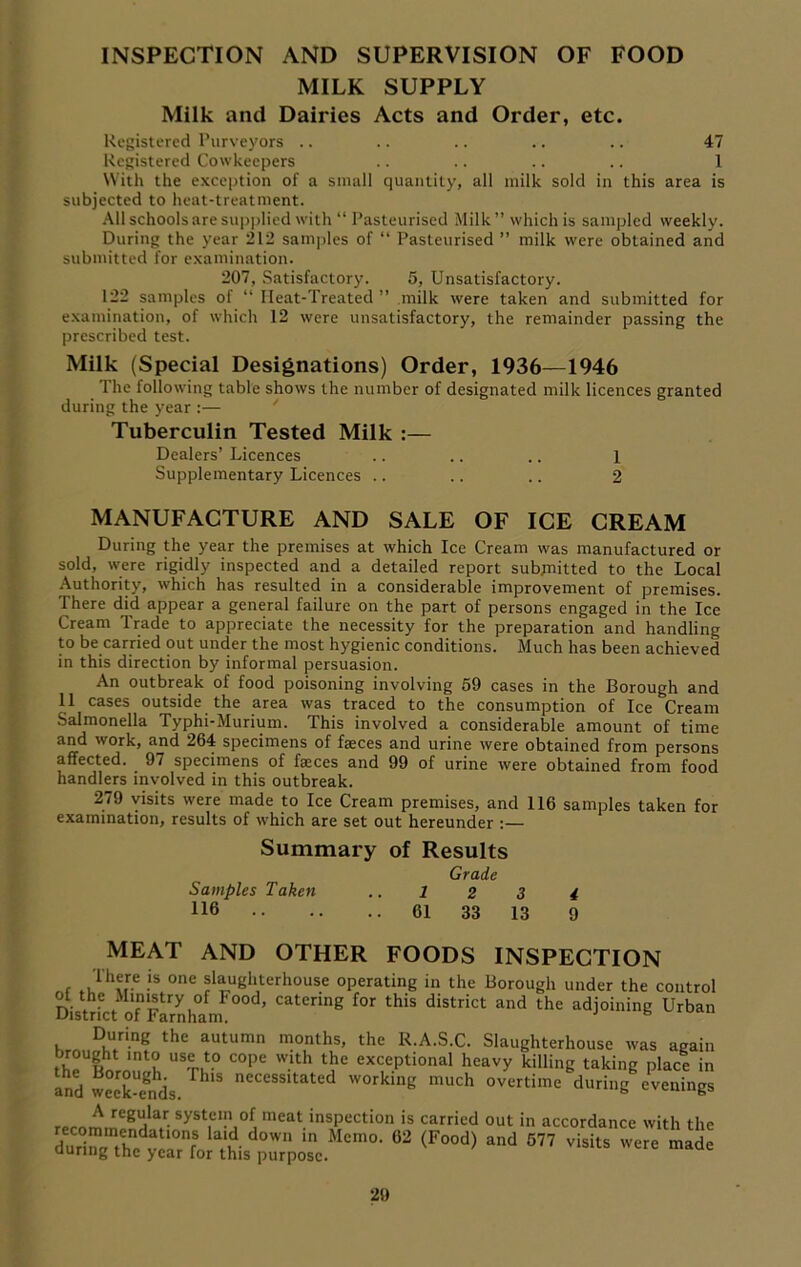 INSPECTION AND SUPERVISION OF FOOD
MILK SUPPLY
Milk and Dairies Acts and Order, etc.
Registered Purveyors .. .. .. .. .. 47
Registered Cowkeepers .. .. .. .. 1
With the exception of a small quantity, all milk sold in this area is
subjected to heat-treatment.
All schools are supplied with “ Pasteurised Milk ” which is sampled weekly.
During the year 212 samples of “ Pasteurised ” milk were obtained and
submitted for examination.
207, Satisfactory. 5, Unsatisfactory.
122 samples of “ Heat-Treated ” milk were taken and submitted for
examination, of which 12 were unsatisfactory, the remainder passing the
prescribed test.
Milk (Special Designations) Order, 1936—1946
The following table shows the number of designated milk licences granted
during the year :—
Tuberculin Tested Milk :—
Dealers’ Licences .. .. .. 1
Supplementary Licences .. .. .. 2
MANUFACTURE AND SALE OF ICE CREAM
During the year the premises at which Ice Cream was manufactured or
sold, were rigidly inspected and a detailed report submitted to the Local
Authority, which has resulted in a considerable improvement of premises.
There did appear a general failure on the part of persons engaged in the Ice
Cream Trade to appreciate the necessity for the preparation and handling
to be carried out under the most hygienic conditions. Much has been achieved
in this direction by informal persuasion.
An outbreak of food poisoning involving 59 cases in the Borough and
11 cases outside the area was traced to the consumption of Ice Cream
Salmonella Typhi-Murium. This involved a considerable amount of time
and work, and 264 specimens of fæces and urine were obtained from persons
affected. 97 specimens of fæces and 99 of urine were obtained from food
handlers involved in this outbreak.
279 visits were made to Ice Cream premises, and 116 samples taken for
examination, results of which are set out hereunder :—
Summary of Results
Grade
Samples Taken .. 1 2 3 4
116 .. .. .. 61 33 13 9
MEAT AND OTHER FOODS INSPECTION
There is one slaughterhouse operating in the Borough under the control
of the Ministry of Food, catering for this district and the adjoining Urban
District of Farnham.
During the autumn months, the R.A.S.C. Slaughterhouse was again
brought into use to cope with the exceptional heavy killing taking place in
the Borough. This necessitated working much overtime during evenings
and week-ends.
A regular system of meat inspection is carried out in accordance with the
recommendations laid down in Memo. 62 (Food) and 577 visits were made
during the year for this purpose.
29